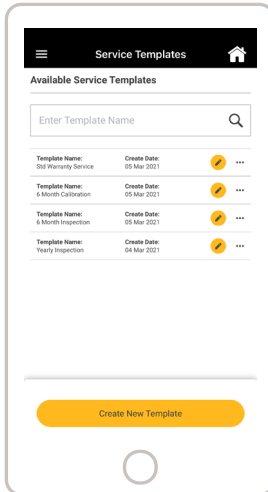 Service Templates
Available Service Templates
Enter Template Name
Template Name: Create Date:
Std Warranty Service 05 Mar 2021
Template Name: Create Date:
6 Month Calibration 05 Mar 2021
Template Name: Create Date:
6 Month Inspection 05 Mar 2021
Template Name: Create Date:
Yearly Inspection 04 Mar 2021
Create New Template